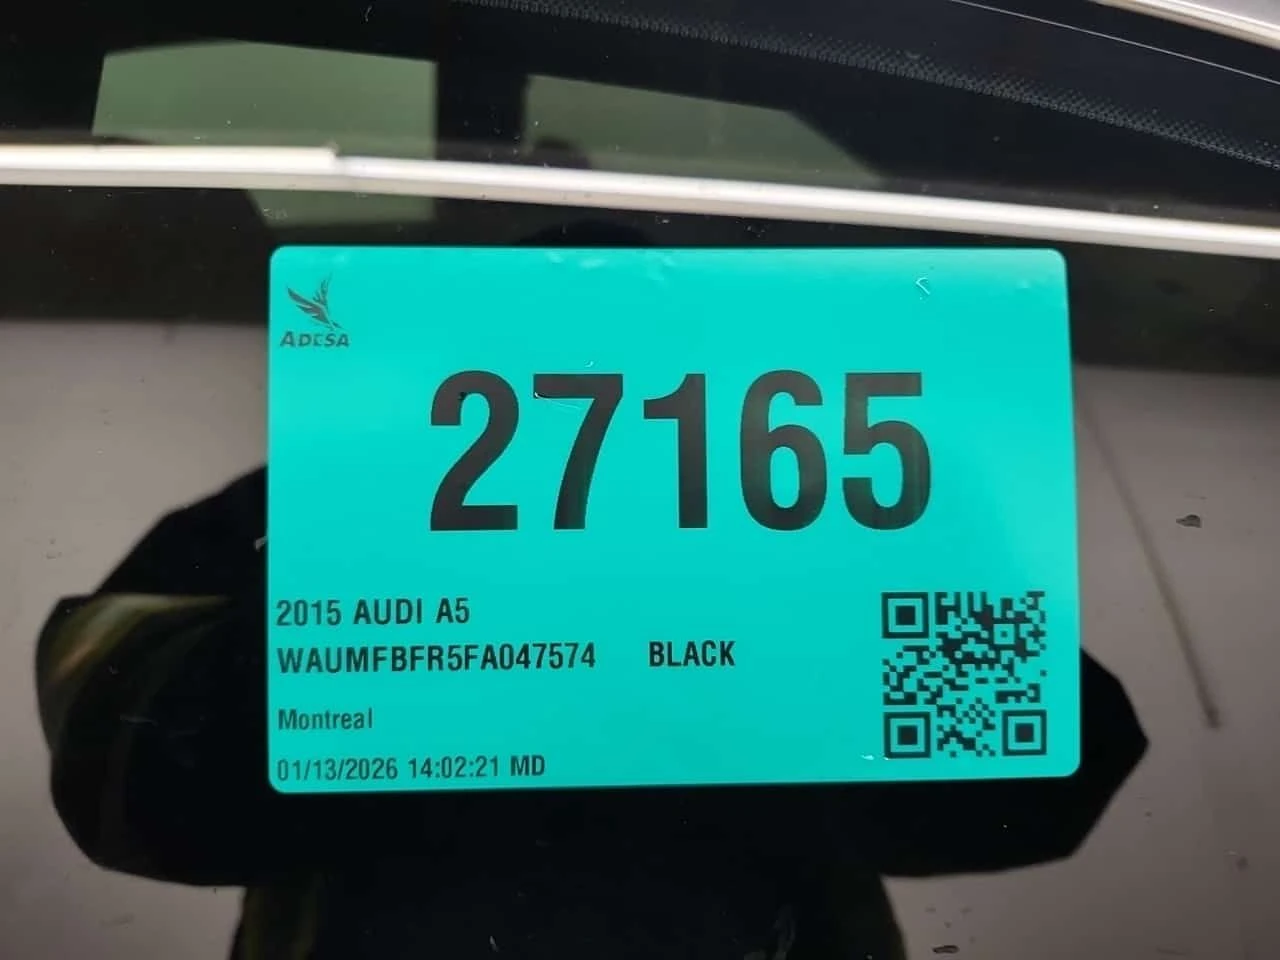 ADESA
27165
2015 AUDI A5
WAUMFBFR5FA047574 BLACK
Montreal
01/13/2026 14:02:21 MD